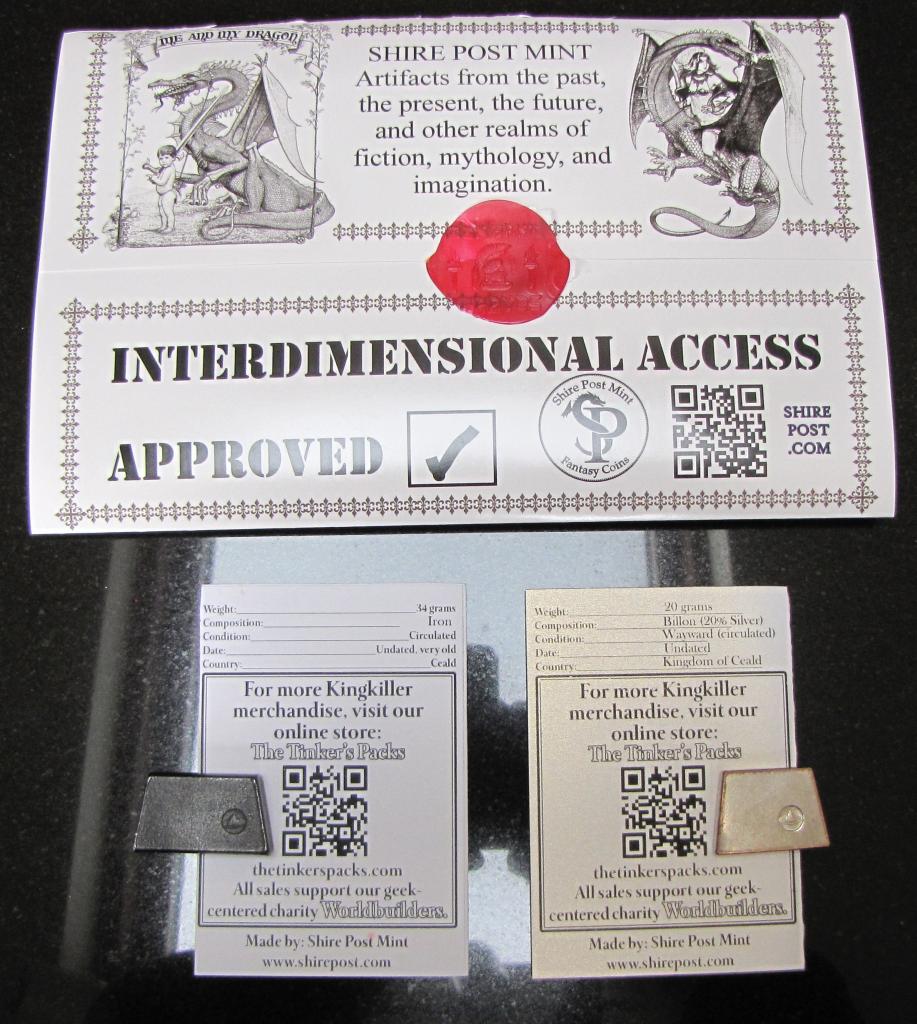 ME AND MY DRAGON
SHIRE POST MINT
Artifacts from the past,
the present, the future,
and other realms of
fiction, mythology, and
imagination.
INTERDIMENSIONAL ACCESS
APPROVED
Shire Post Mint
SP
Fantasy Coins
SHIRE
POST
.COM
Weight: 34 grams
Composition: Iron
Condition: Circulated
Date: Undated, very old
Country: Ceald
For more Kingkiller
merchandise, visit our
online store:
The Tinker's Packs
thetinkerspacks.com
All sales support our geek-
centered charity Worldbuilders.
Made by: Shire Post Mint
www.shirepost.com
Weight: 20 grams
Composition: Billon (20% Silver)
Condition: Wayward (circulated)
Date: Undated
Country: Kingdom of Ceald
For more Kingkiller
merchandise, visit our
online store:
The Tinker's Packs
thetinkerspacks.com
All sales support our geek-
centered charity Worldbuilders.
Made by: Shire Post Mint
www.shirepost.com